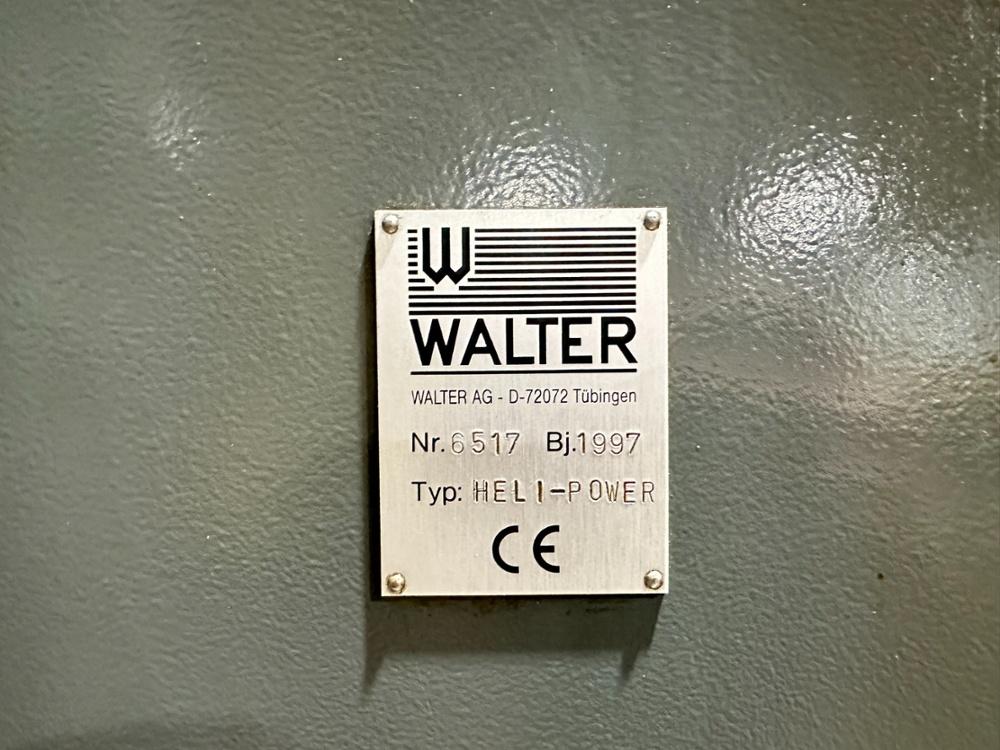 W
WALTER
WALTER AG - D-72072 Tübingen
Nr. 6517 Bj. 1997
Typ: HELI-POWER
CE